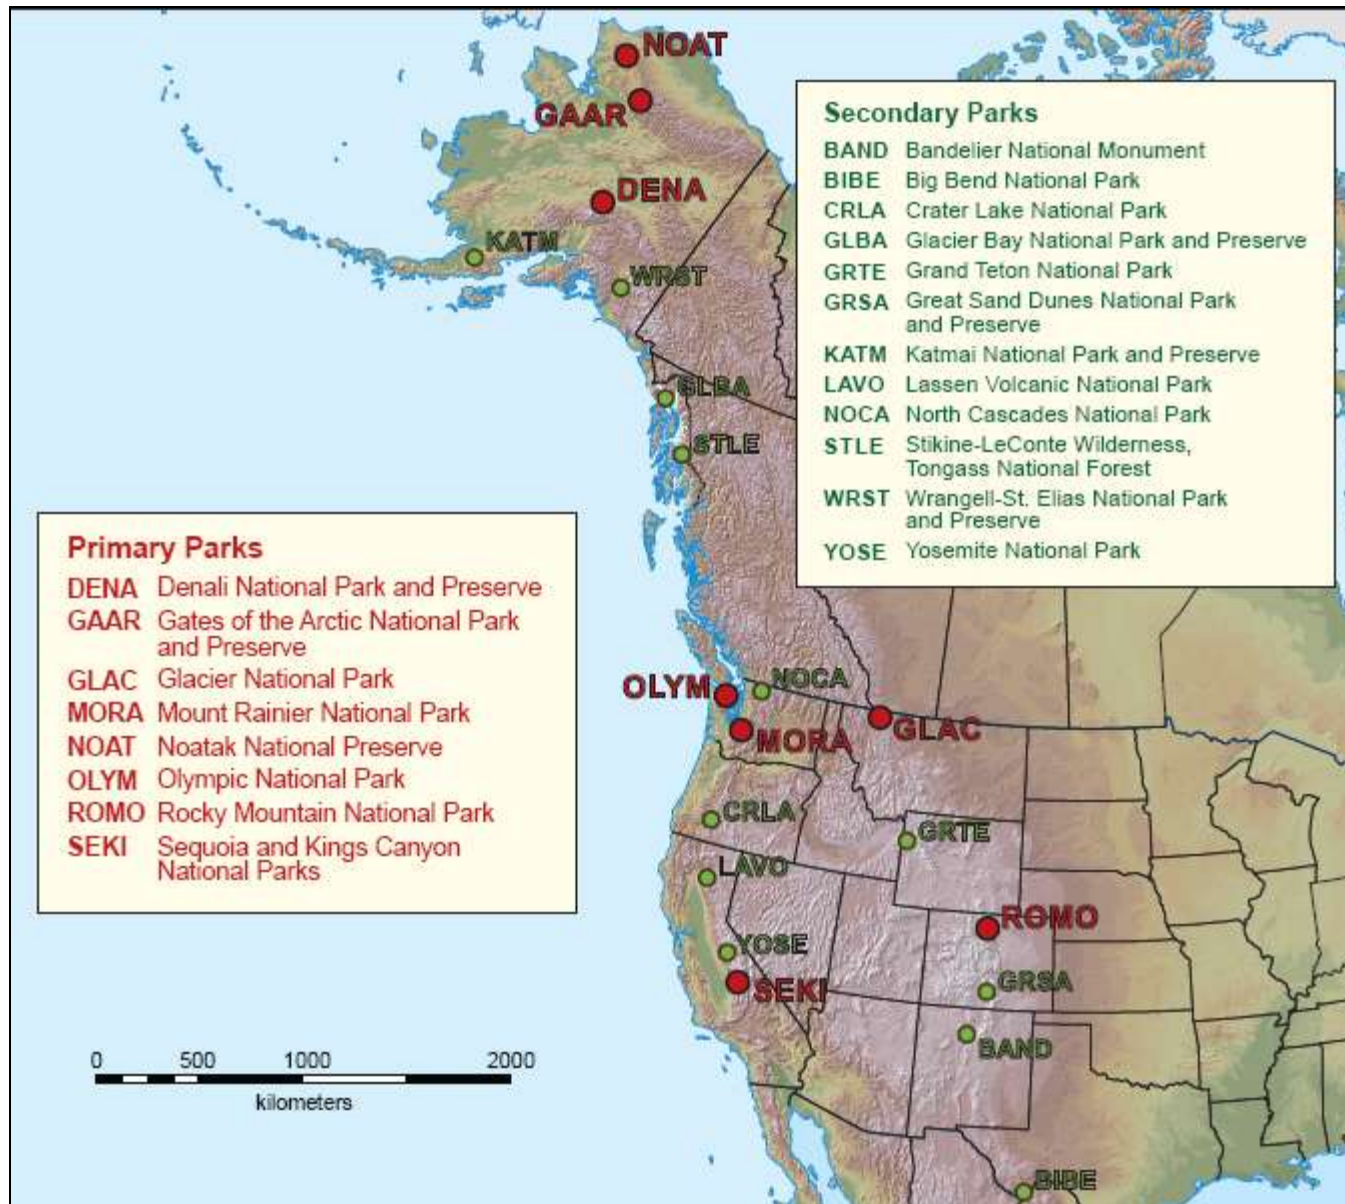 NOAT
GAAR
DENA
KATM
WRST
GLBA
STLE
Secondary Parks
BAND Bandelier National Monument
BIBE Big Bend National Park
CRLA Crater Lake National Park
GLBA Glacier Bay National Park and Preserve
GRTE Grand Teton National Park
GRSA Great Sand Dunes National Park
and Preserve
KATM Katmai National Park and Preserve
LAVO Lassen Volcanic National Park
NOCA North Cascades National Park
STLE Stikine-LeConte Wilderness,
Tongass National Forest
WRST Wrangell-St. Elias National Park
and Preserve
YOSE Yosemite National Park
Primary Parks
DENA Denali National Park and Preserve
GAAR Gates of the Arctic National Park
and Preserve
GLAC Glacier National Park
MORA Mount Rainier National Park
NOAT Noatak National Preserve
OLYM Olympic National Park
ROMO Rocky Mountain National Park
SEKI Sequoia and Kings Canyon
National Parks
OLYM
NOCA
MORA
GLAC
CRLA
GRTE
LAVO
ROMO
YOSE
SEKI
GRSA
BAND
BIBE
0 500 1000 2000
kilometers